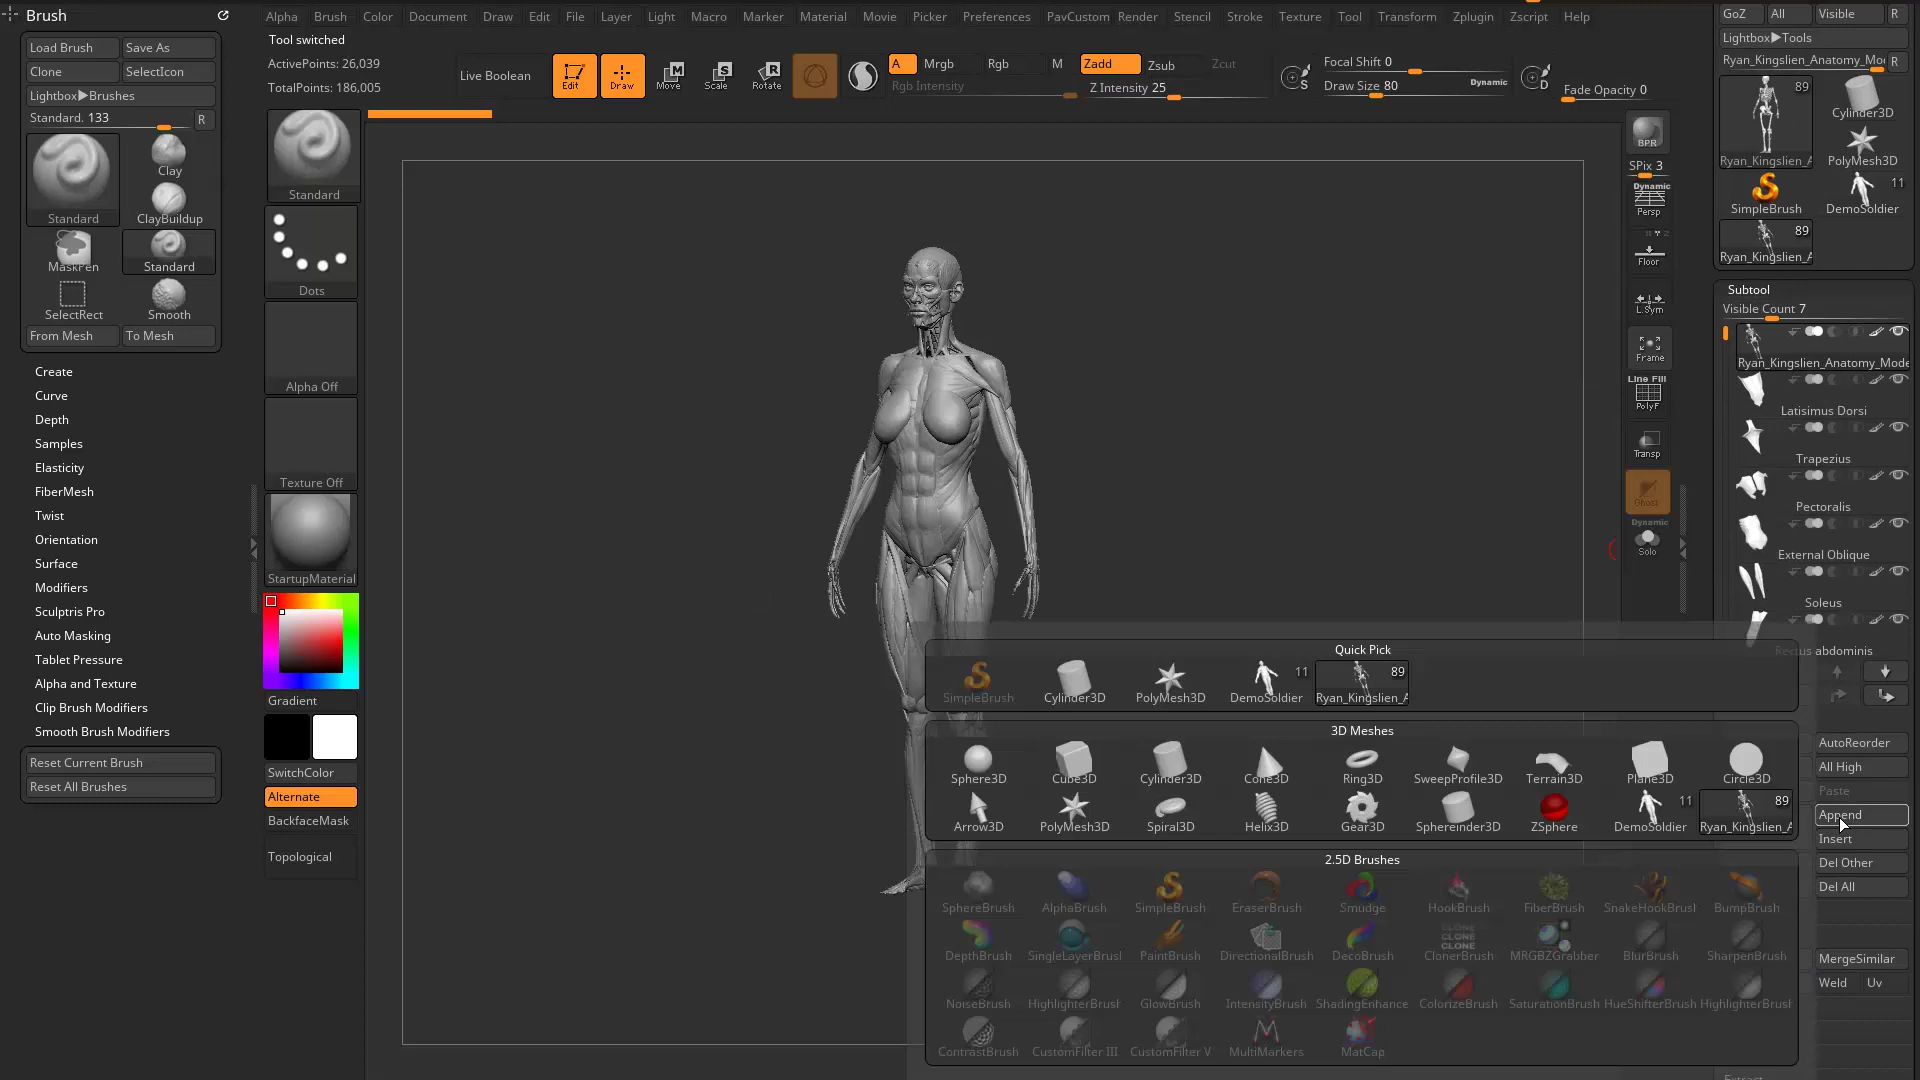 Brush
Load Brush
Save As
Clone
SelectIcon
Lightbox▶Brushes
Standard. 133
R
Standard
Clay
ClayBuildup
MaskPen
Standard
SelectRect
Smooth
From Mesh
To Mesh
Create
Curve
Depth
Samples
Elasticity
FiberMesh
Twist
Orientation
Surface
Modifiers
Sculptris Pro
Auto Masking
Tablet Pressure
Alpha and Texture
Clip Brush Modifiers
Smooth Brush Modifiers
Reset Current Brush
Reset All Brushes
Alpha Brush Color Document Draw Edit File Layer Light Macro Marker Material Movie Picker Preferences PavCustom Render Stencil Stroke Texture Tool Transform Zplugin Zscript Help
Tool switched
ActivePoints: 26,039
TotalPoints: 186,005
Live Boolean
Edit
Draw
M
Move
S
Scale
R
Rotate
A
Mrgb
Rgb
M
Zadd
Zsub
Zcut
Rgb Intensity
Z Intensity 25
S
Focal Shift 0
Draw Size 80
Dynamic
D
Fade Opacity 0
Standard
Dots
Alpha Off
Texture Off
StartupMaterial
Gradient
SwitchColor
Alternate
BackfaceMask
Topological
BPR
SPix 3
Dynamic
Persp
Floor
L.Sym
Frame
Line Fill
PolyF
Transp
Ghost
Dynamic
Solo
GoZ
All
Visible
R
Lightbox▶Tools
Ryan_Kingslien_Anatomy_Mo
R
89
Ryan_Kingslien_A
Cylinder3D
PolyMesh3D
SimpleBrush
11
DemoSoldier
89
Ryan_Kingslien_A
Subtool
Visible Count 7
Ryan_Kingslien_Anatomy_Mode
Latisimus Dorsi
Trapezius
Pectoralis
External Oblique
Soleus
Rectus abdominis
AutoReorder
All High
Paste
Append
Insert
Del Other
Del All
MergeSimilar
Weld
Uv
Extract
Quick Pick
SimpleBrush
Cylinder3D
PolyMesh3D
11
DemoSoldier
89
Ryan_Kingslien_A
3D Meshes
Sphere3D
Cube3D
Cylinder3D
Cone3D
Ring3D
SweepProfile3D
Terrain3D
Plane3D
Circle3D
Arrow3D
PolyMesh3D
Spiral3D
Helix3D
Gear3D
Sphereinder3D
ZSphere
11
DemoSoldier
89
Ryan_Kingslien_A
2.5D Brushes
SphereBrush
AlphaBrush
SimpleBrush
EraserBrush
Smudge
HookBrush
FiberBrush
SnakeHookBrush
BumpBrush
DepthBrush
SingleLayerBrush
PaintBrush
DirectionalBrush
DecoBrush
CLONE
CLONE
CLONE
ClonerBrush
MRGBZGrabber
BlurBrush
SharpenBrush
NoiseBrush
HighlighterBrush
GlowBrush
IntensityBrush
ShadingEnhance
ColorizeBrush
SaturationBrush
HueShifterBrush
HighlighterBrush
ContrastBrush
CustomFilter III
CustomFilter V
MultiMarkers
MatCap